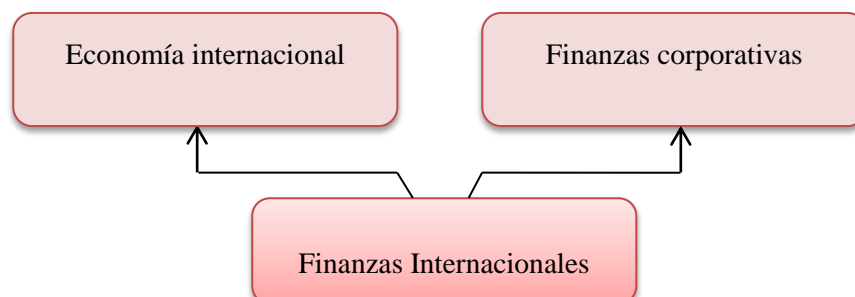 Economía internacional
Finanzas corporativas
Finanzas Internacionales